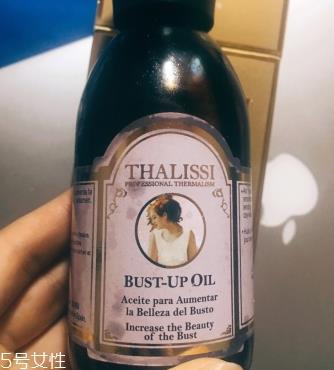 THALISSI
PROFESSIONAL THERMALISM
BUST-UP OIL
Aceite para Aumentar
la Belleza del Busto
Increase the Beauty
of the Bust
5号女性